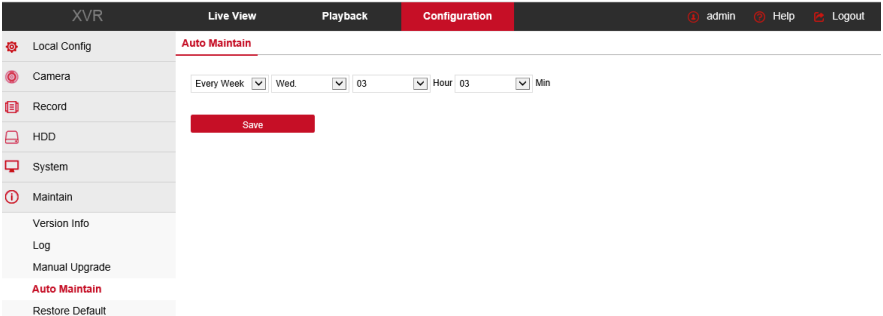 XVR Live View Playback Configuration admin Help Logout
Local Config
Camera
Record
HDD
System
Maintain
Version Info
Log
Manual Upgrade
Auto Maintain
Restore Default
Auto Maintain
Every Week Wed. 03 Hour 03 Min
Save